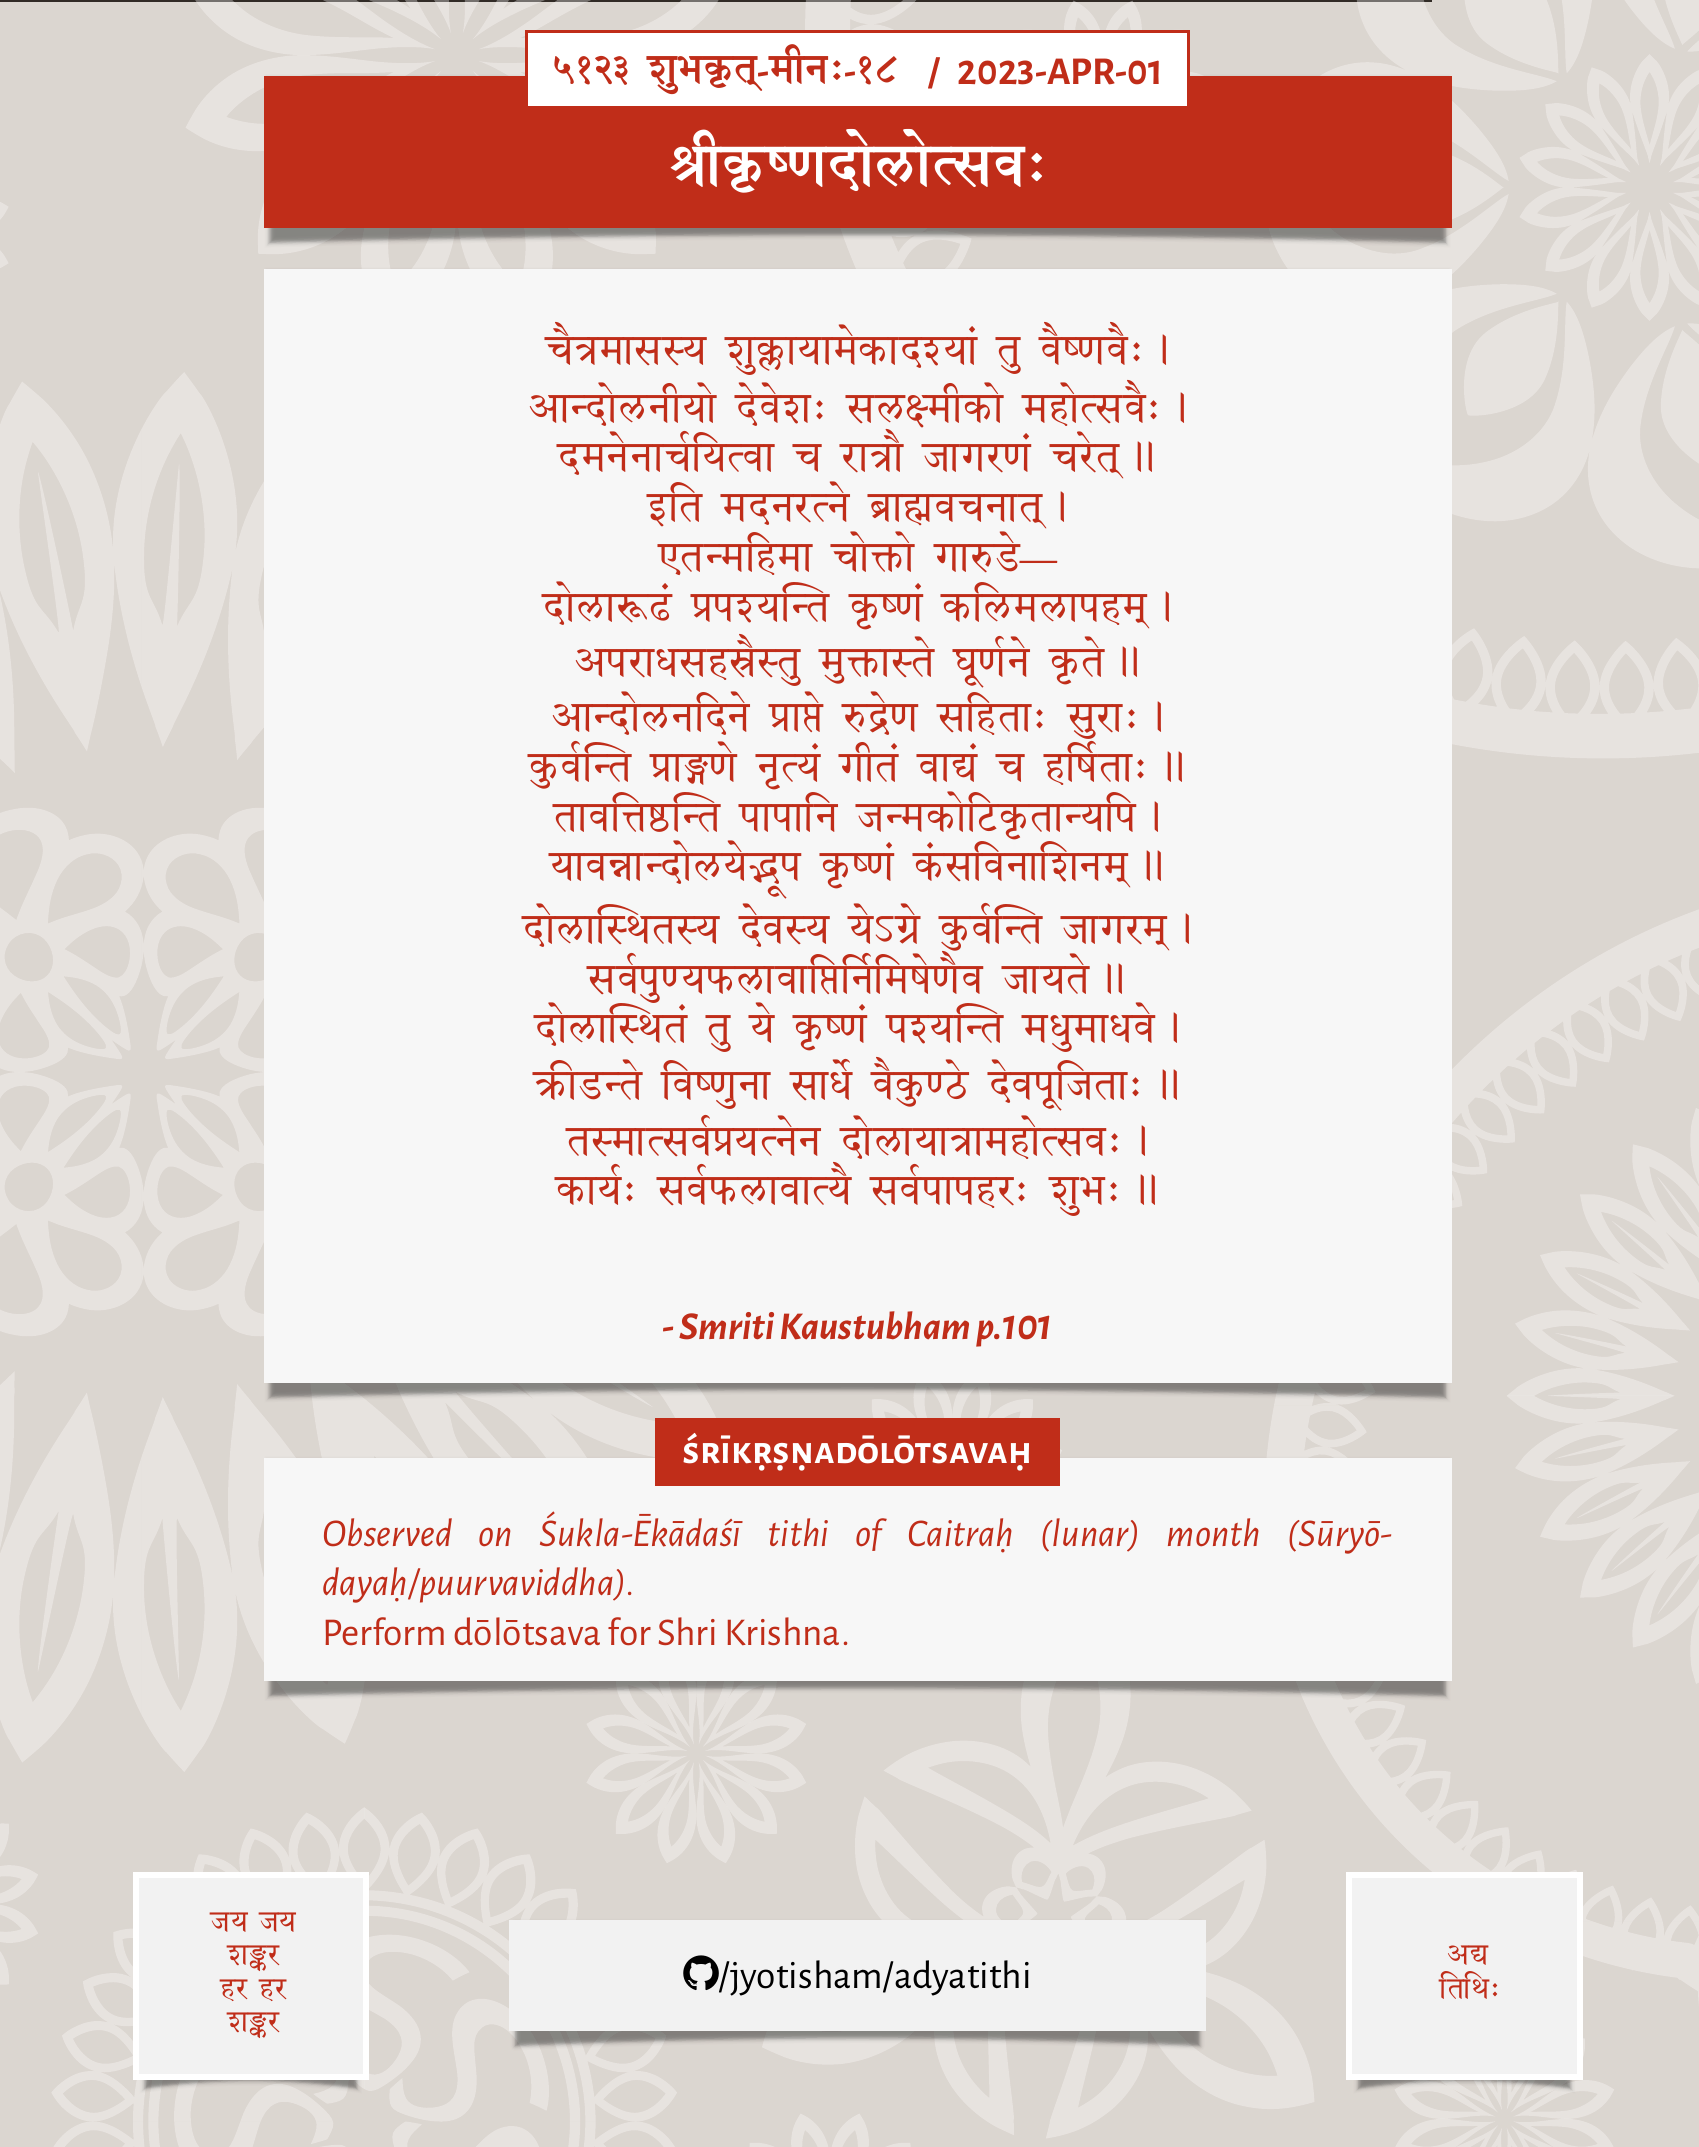 ५१२३ शुभकृत्-मीनः-१८ / 2023-APR-01
श्रीकृष्णदोलोत्सवः
चैत्रमासस्य शुक्लायामेकादश्यां तु वैष्णवैः ।
आन्दोलनीयो देवेशः सलक्ष्मीको महोत्सवैः ।
दमनेनार्चयित्वा च रात्रौ जागरणं चरेत् ॥
इति मदनरत्ने ब्राह्मवचनात् ।
एतन्महिमा चोक्तो गारुडे—
दोलारूढं प्रपश्यन्ति कृष्णं कलिमलापहम् ।
अपराधसहस्रैस्तु मुक्तास्ते घूर्णने कृते ॥
आन्दोलनदिने प्राप्ते रुद्रेण सहिताः सुराः ।
कुर्वन्ति प्राङ्गणे नृत्यं गीतं वाद्यं च हर्षिताः ॥
तावत्तिष्ठन्ति पापानि जन्मकोटिकृतान्यपि ।
यावन्नान्दोलयेद्भूप कृष्णं कंसविनाशिनम् ॥
दोलास्थितस्य देवस्य येऽग्रे कुर्वन्ति जागरम् ।
सर्वपुण्यफलावाप्तिर्निमिषेणैव जायते ॥
दोलास्थितं तु ये कृष्णं पश्यन्ति मधुमाधवे ।
क्रीडन्ते विष्णुना सार्धे वैकुण्ठे देवपूजिताः ॥
तस्मात्सर्वप्रयत्नेन दोलायात्रामहोत्सवः ।
कार्यः सर्वफलावात्यै सर्वपापहरः शुभः ॥
- Smriti Kaustubham p.101
ŚRĪKṚṢṆADŌLŌTSAVAḤ
Observed on Śukla-Ēkādaśī tithi of Caitraḥ (lunar) month (Sūryō-
dayaḥ/puurvaviddha).
Perform dōlōtsava for Shri Krishna.
जय जय
शङ्कर
हर हर
शङ्कर
/jyotisham/adyatithi
अद्य
तिथिः